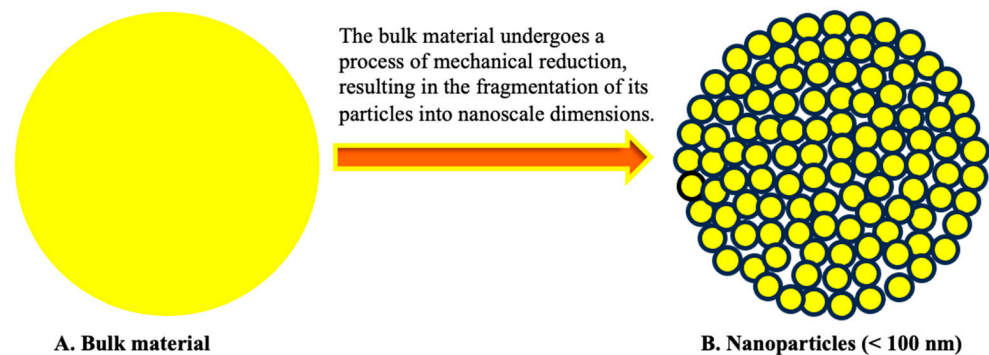 The bulk material undergoes a
process of mechanical reduction,
resulting in the fragmentation of its
particles into nanoscale dimensions.
A. Bulk material
B. Nanoparticles (< 100 nm)